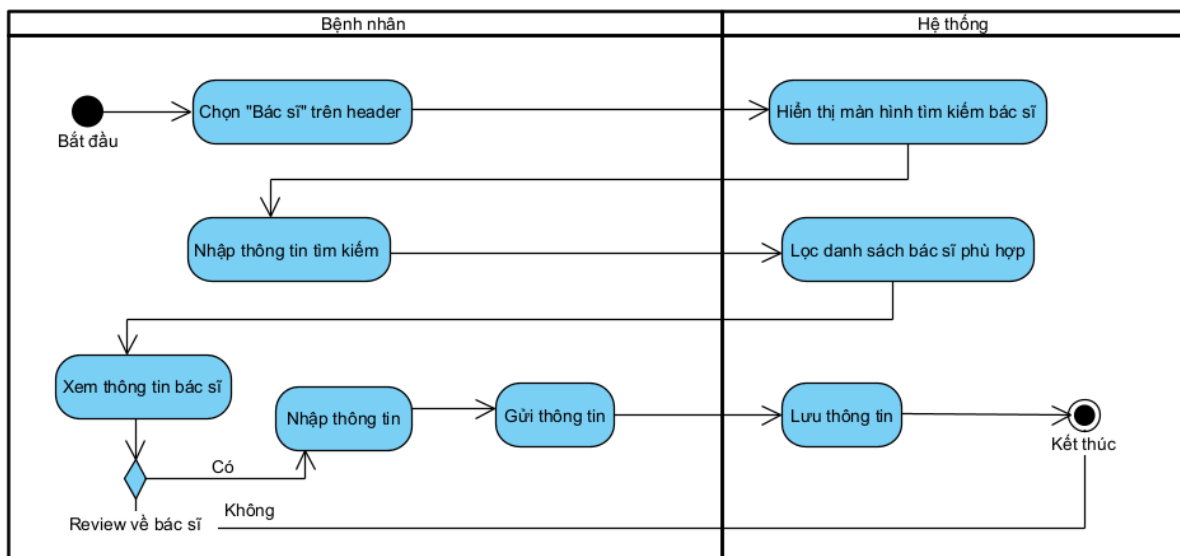 Bệnh nhân
Hệ thống
Bắt đầu
Chọn "Bác sĩ" trên header
Hiển thị màn hình tìm kiếm bác sĩ
Nhập thông tin tìm kiếm
Lọc danh sách bác sĩ phù hợp
Xem thông tin bác sĩ
Nhập thông tin
Gửi thông tin
Lưu thông tin
Kết thúc
Có
Review về bác sĩ
Không